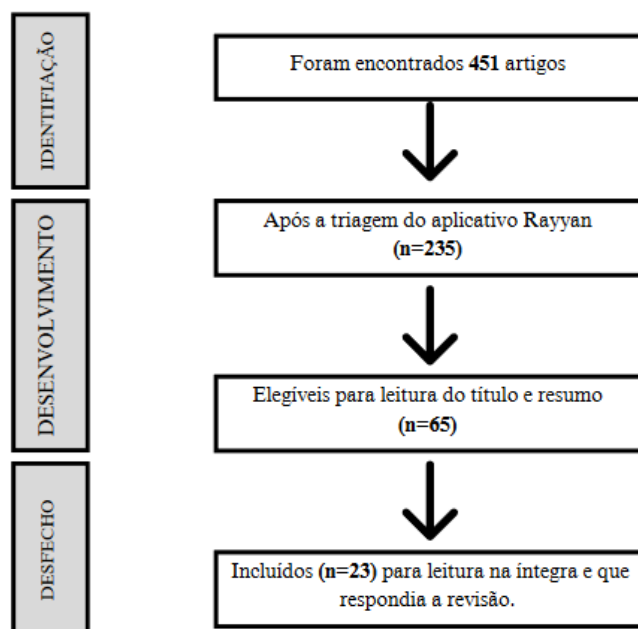 IDENTIFIAÇÃO
Foram encontrados 451 artigos
DESENVOLVIMENTO
Após a triagem do aplicativo Rayyan
(n=235)
Elegíveis para leitura do título e resumo
(n=65)
DESFECHO
Incluídos (n=23) para leitura na íntegra e que
respondia a revisão.